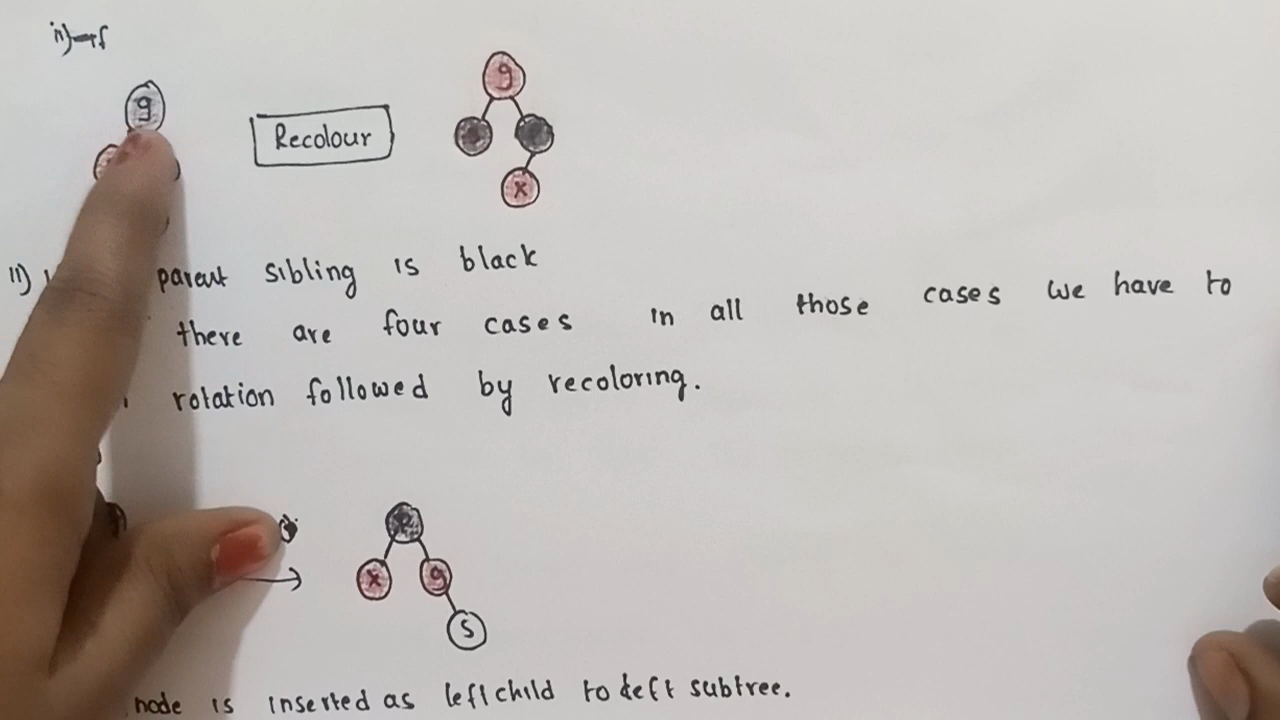 g
g
Recolour
x
11)
parent sibling is black
there are four cases in all those cases we have to
rotation followed by recoloring.
x g
S
node is inserted as leftchild to left subtree.